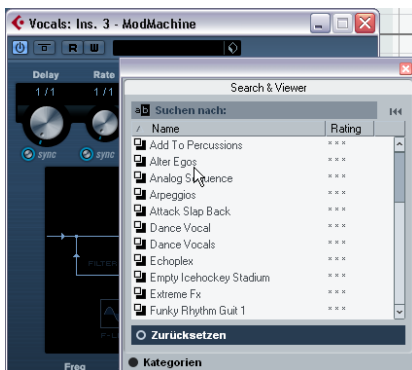 Vocals: Ins. 3 - ModMachine
R W
Delay Rate
1 / 1 1 / 1
sync sync
Search & Viewer
Suchen nach:
Name Rating
Add To Percussions
Alter Egos
Analog Sequence
Arpeggios
Attack Slap Back
Dance Vocal
Dance Vocals
Echoplex
Empty Icehockey Stadium
Extreme Fx
Funky Rhythm Guit 1
FILTER
Zurücksetzen
Kategorien
Freq